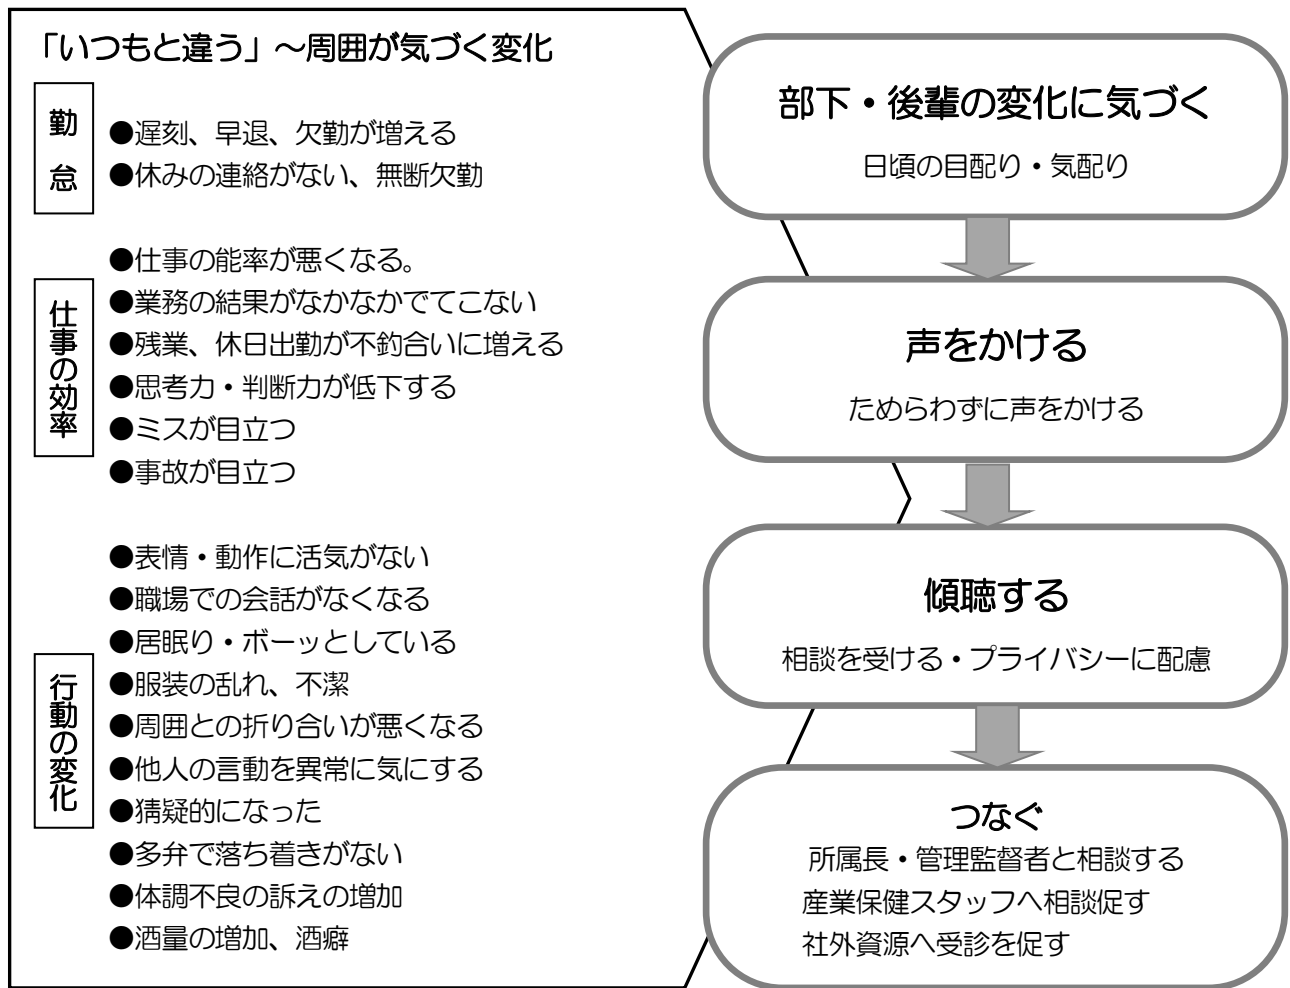 「いつもと違う」～周囲が気づく変化
勤怠
●遅刻、早退、欠勤が増える
●休みの連絡がない、無断欠勤
仕事の効率
●仕事の能率が悪くなる。
●業務の結果がなかなかでてこない
●残業、休日出勤が不釣合いに増える
●思考力・判断力が低下する
●ミスが目立つ
●事故が目立つ
行動の変化
●表情・動作に活気がない
●職場での会話がなくなる
●居眠り・ボーッとしている
●服装の乱れ、不潔
●周囲との折り合いが悪くなる
●他人の言動を異常に気にする
●猜疑的になった
●多弁で落ち着きがない
●体調不良の訴えの増加
●酒量の増加、酒癖
部下・後輩の変化に気づく
日頃の目配り・気配り
声をかける
ためらわずに声をかける
傾聴する
相談を受ける・プライバシーに配慮
つなぐ
所属長・管理監督者と相談する
産業保健スタッフへ相談促す
社外資源へ受診を促す